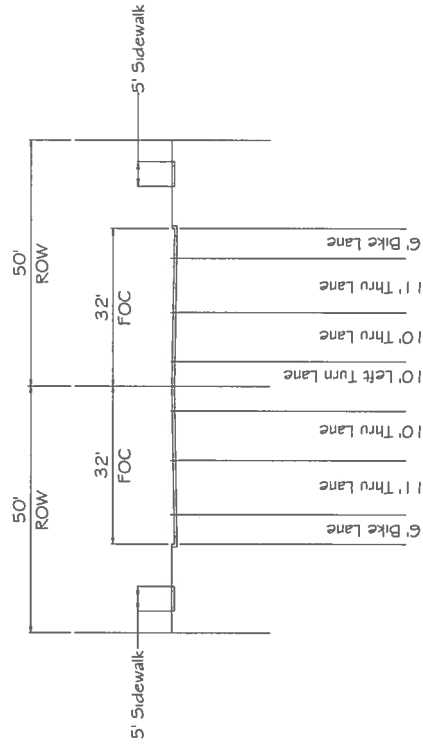 5' Sidewalk
50'
ROW
32'
FOC
6' Bike Lane
11' Thru Lane
10' Thru Lane
10' Left Turn Lane
10' Thru Lane
11' Thru Lane
6' Bike Lane
50'
ROW
32'
FOC
5' Sidewalk